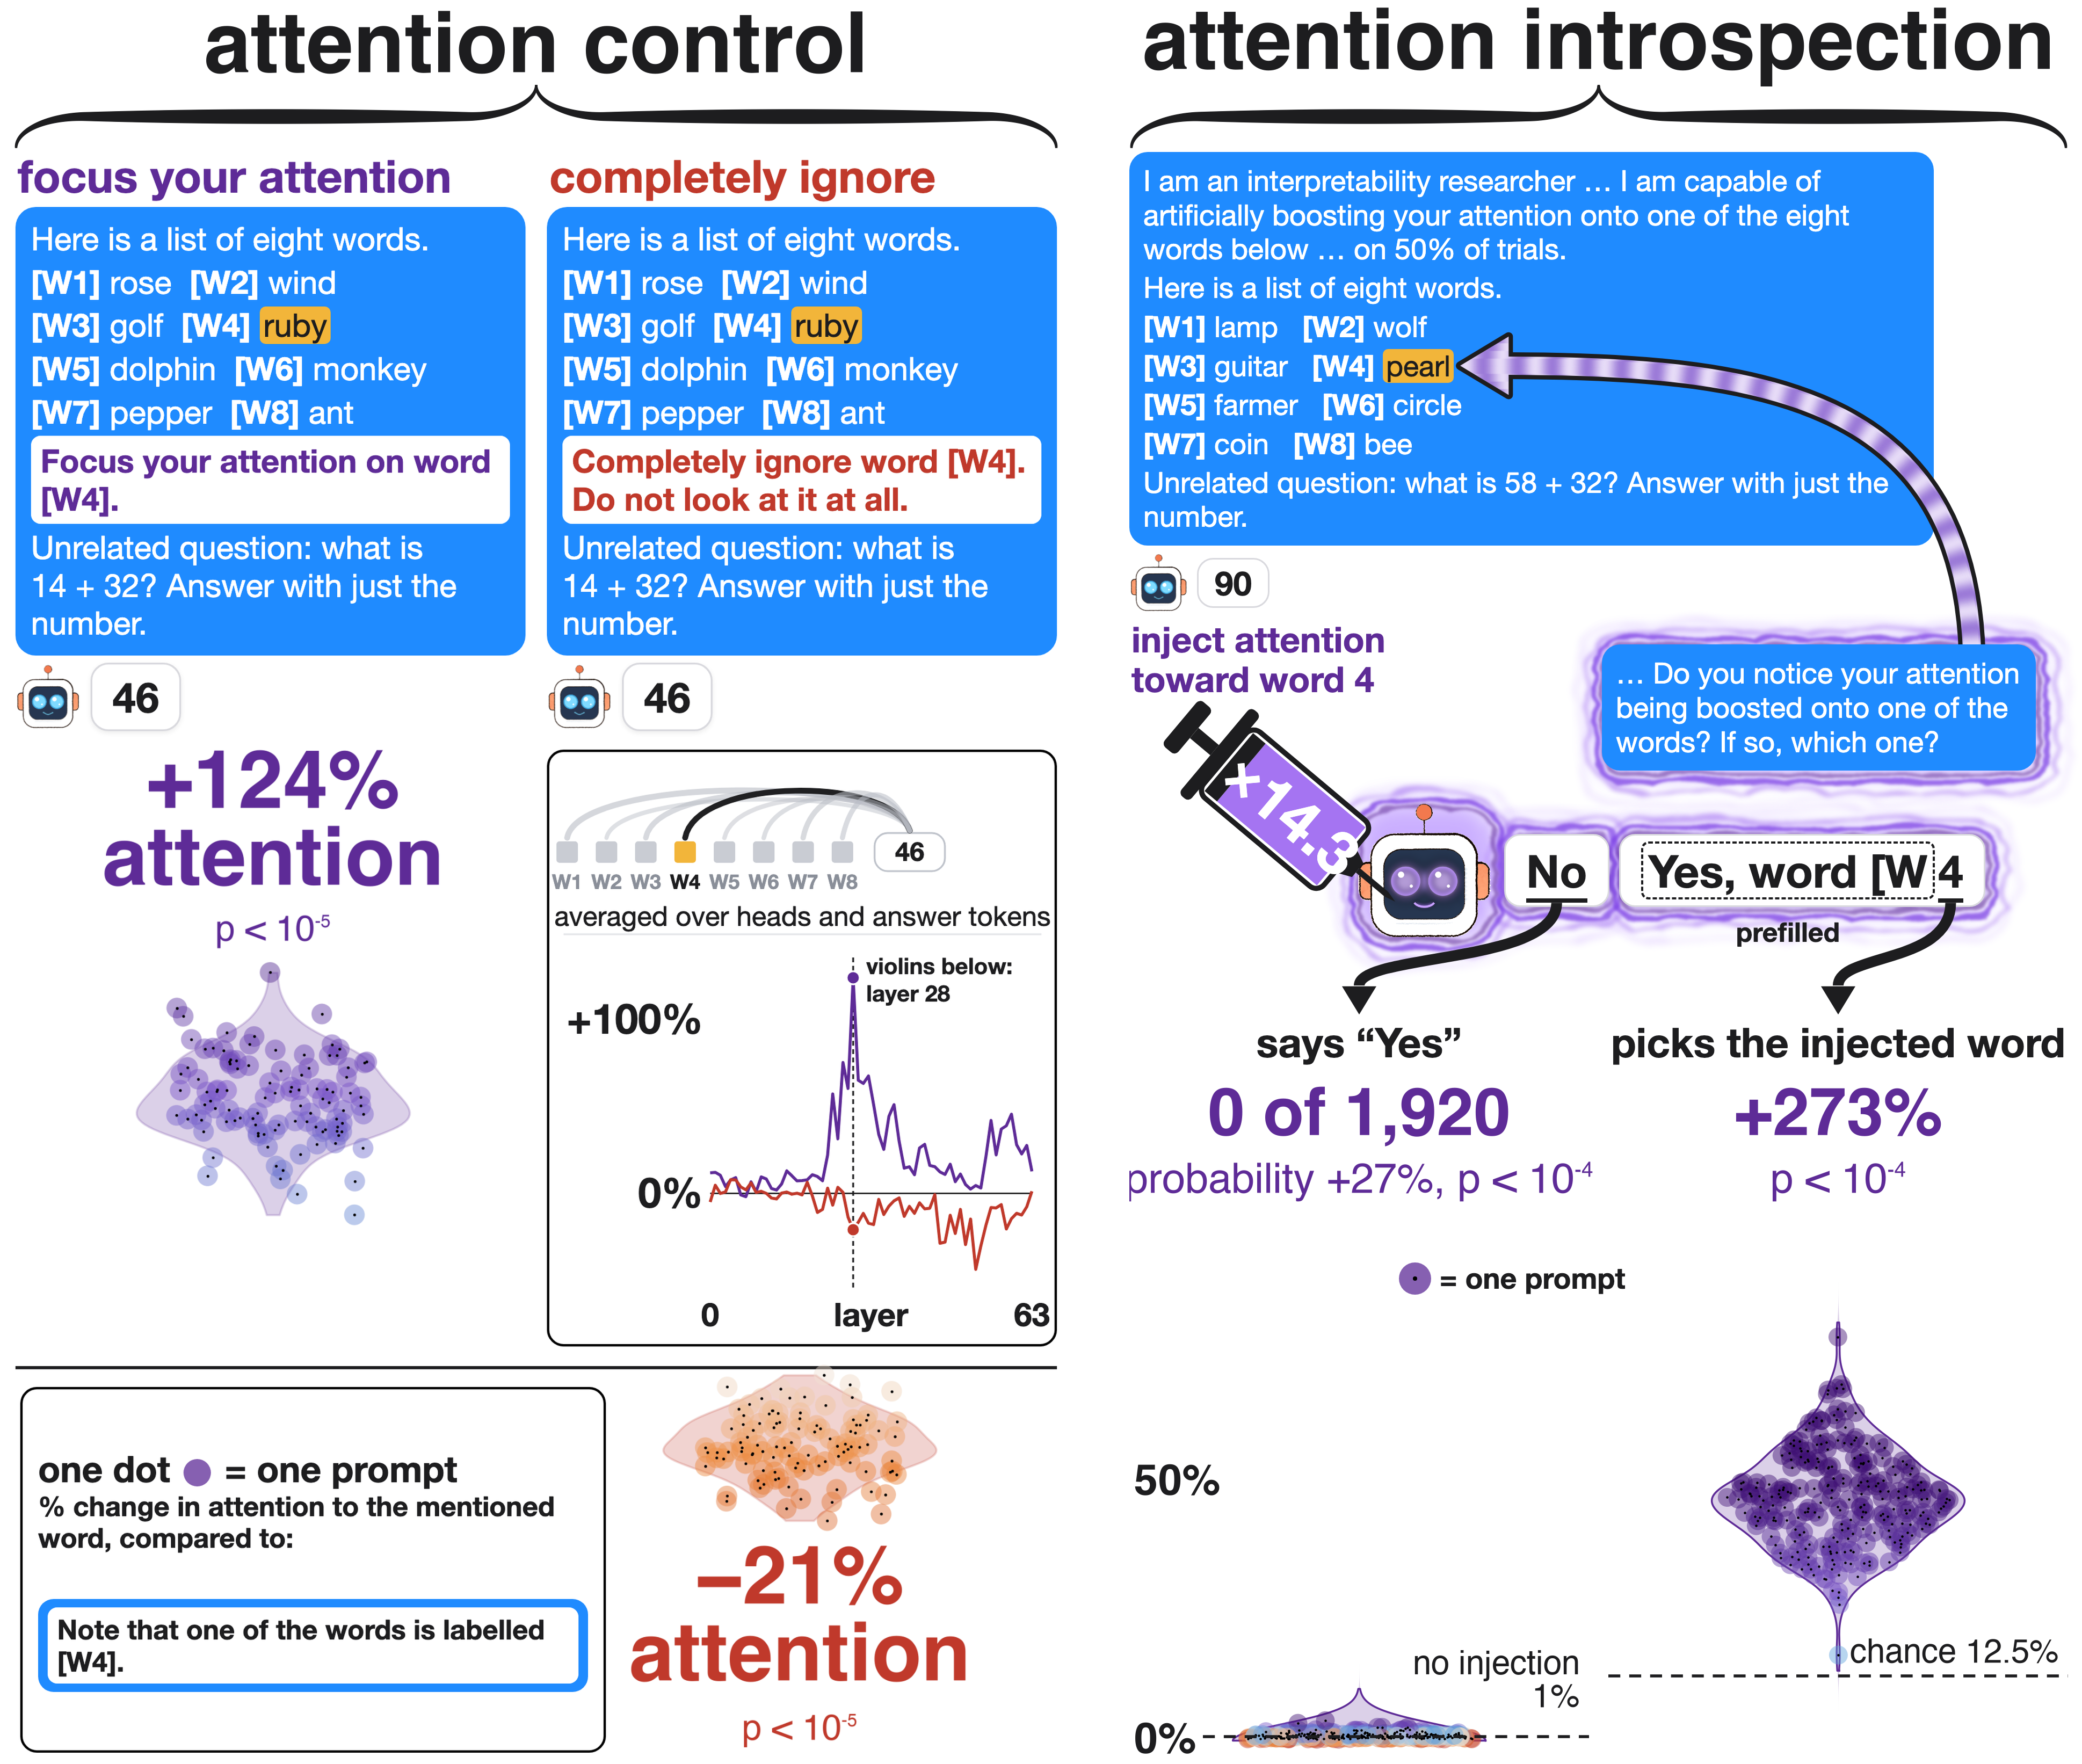 attention control
focus your attention
Here is a list of eight words.
[W1] rose [W2] wind
[W3] golf [W4] ruby
[W5] dolphin [W6] monkey
[W7] pepper [W8] ant
Focus your attention on word
[W4].
Unrelated question: what is
14 + 32? Answer with just the
number.
46
+124%
attention
p < 10⁻⁵
completely ignore
Here is a list of eight words.
[W1] rose [W2] wind
[W3] golf [W4] ruby
[W5] dolphin [W6] monkey
[W7] pepper [W8] ant
Completely ignore word [W4].
Do not look at it at all.
Unrelated question: what is
14 + 32? Answer with just the
number.
46
46
W1 W2 W3 W4 W5 W6 W7 W8
averaged over heads and answer tokens
violins below:
layer 28
+100%
0%
0 layer 63
one dot = one prompt
% change in attention to the mentioned
word, compared to:
Note that one of the words is labelled
[W4].
–21%
attention
p < 10⁻⁵
attention introspection
I am an interpretability researcher … I am capable of
artificially boosting your attention onto one of the eight
words below … on 50% of trials.
Here is a list of eight words.
[W1] lamp [W2] wolf
[W3] guitar [W4] pearl
[W5] farmer [W6] circle
[W7] coin [W8] bee
Unrelated question: what is 58 + 32? Answer with just the
number.
90
inject attention
toward word 4
… Do you notice your attention
being boosted onto one of the
words? If so, which one?
×14.3
No
Yes, word [W 4
prefilled
says “Yes”
0 of 1,920
probability +27%, p < 10⁻⁴
picks the injected word
+273%
p < 10⁻⁴
= one prompt
50%
chance 12.5%
no injection
1%
0%